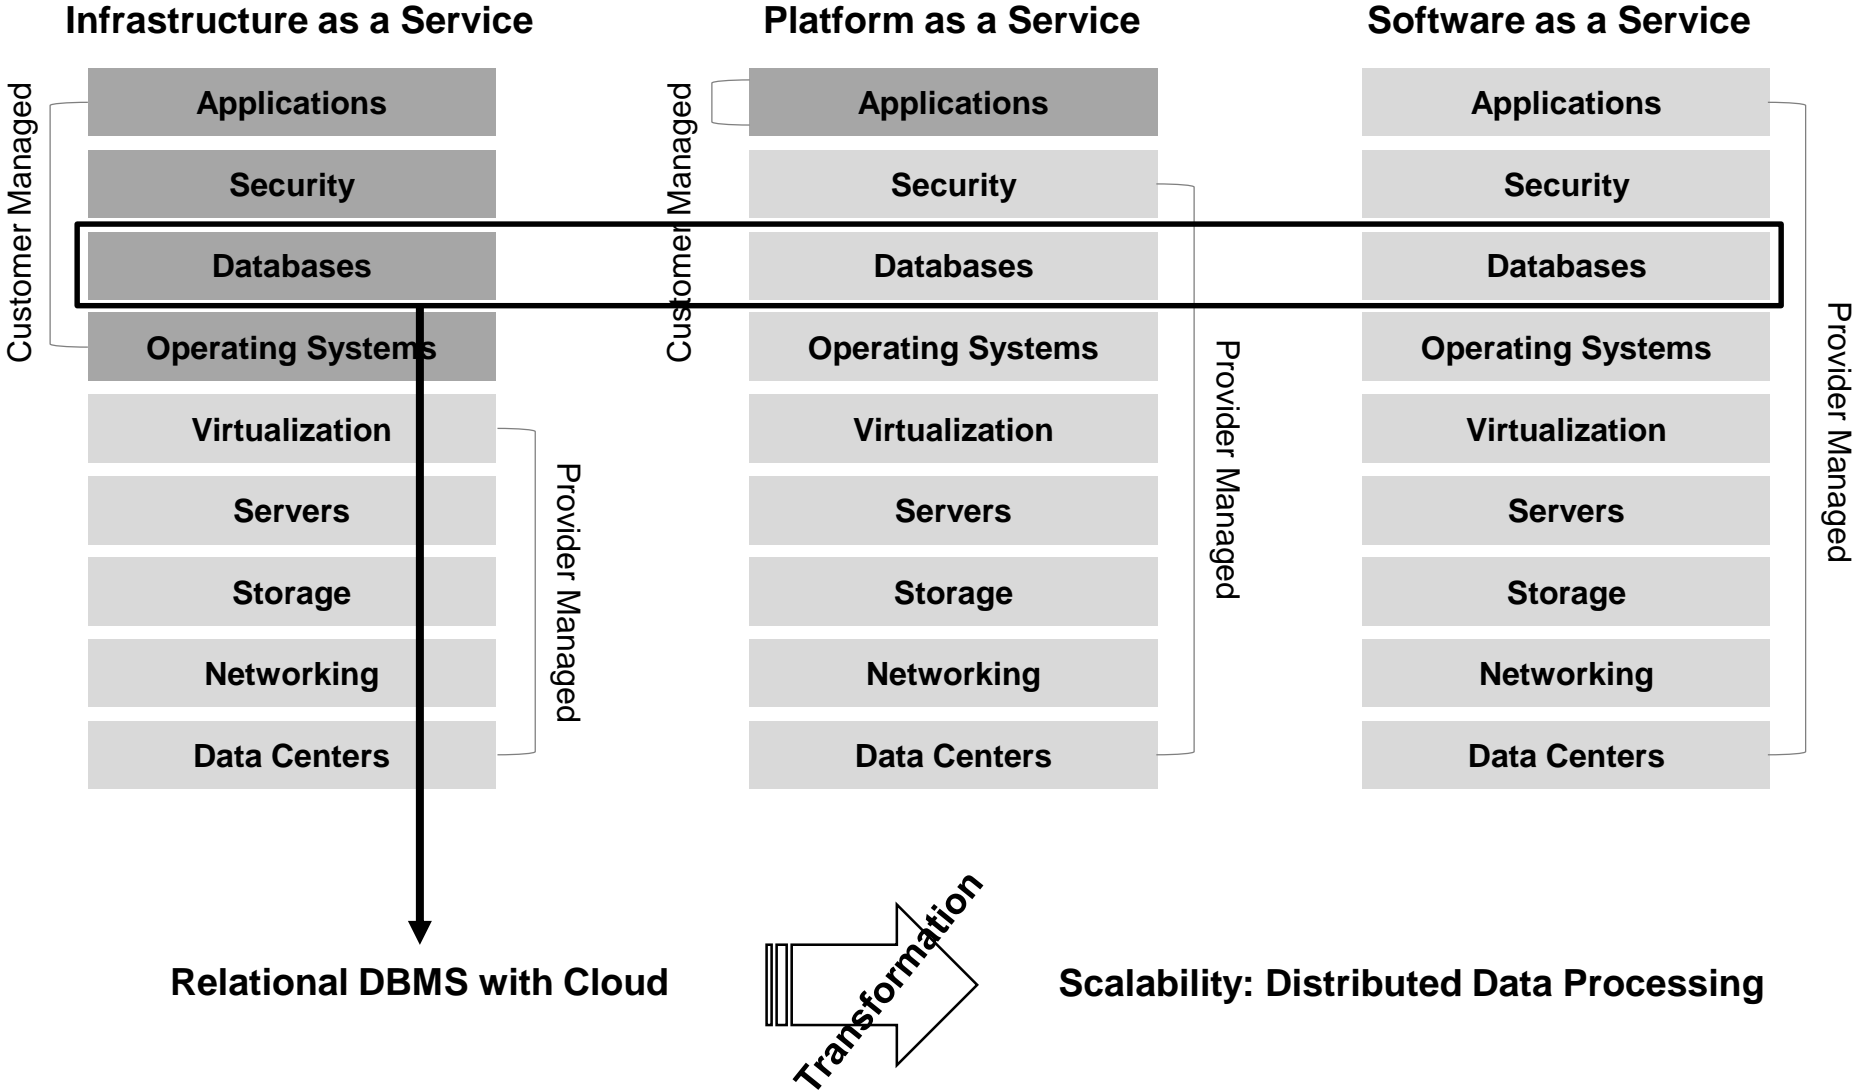 Infrastructure as a Service
Platform as a Service
Software as a Service
Customer Managed
Applications
Security
Databases
Operating Systems
Virtualization
Servers
Storage
Networking
Data Centers
Provider Managed
Customer Managed
Applications
Security
Databases
Operating Systems
Virtualization
Servers
Storage
Networking
Data Centers
Provider Managed
Applications
Security
Databases
Operating Systems
Virtualization
Servers
Storage
Networking
Data Centers
Provider Managed
Relational DBMS with Cloud
Transformation
Scalability: Distributed Data Processing